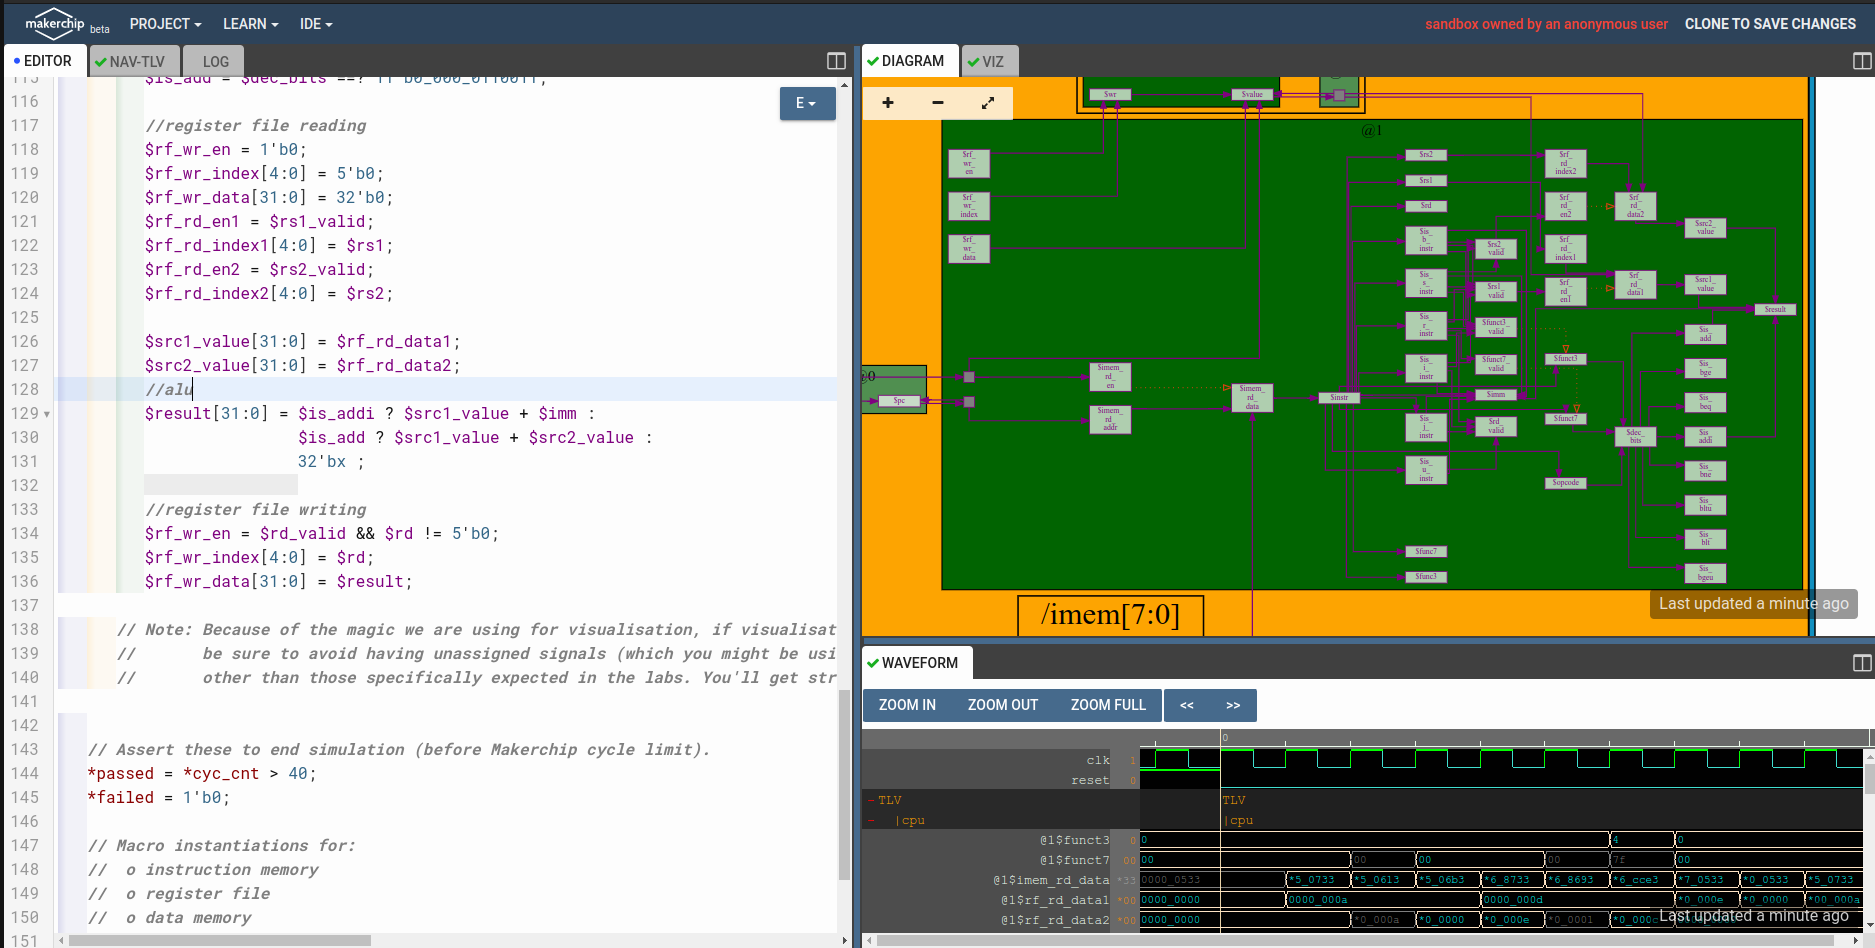 makerchip beta PROJECT LEARN IDE sandbox owned by an anonymous user CLONE TO SAVE CHANGES
EDITOR NAV-TLV LOG
115 $is_add = $dec_bits ==? 11'b0_000_0110011;
116
117 //register file reading
118 $rf_wr_en = 1'b0;
119 $rf_wr_index[4:0] = 5'b0;
120 $rf_wr_data[31:0] = 32'b0;
121 $rf_rd_en1 = $rs1_valid;
122 $rf_rd_index1[4:0] = $rs1;
123 $rf_rd_en2 = $rs2_valid;
124 $rf_rd_index2[4:0] = $rs2;
125
126 $src1_value[31:0] = $rf_rd_data1;
127 $src2_value[31:0] = $rf_rd_data2;
128 //alu
129 $result[31:0] = $is_addi ? $src1_value + $imm :
130 $is_add ? $src1_value + $src2_value :
131 32'bx ;
132
133 //register file writing
134 $rf_wr_en = $rd_valid && $rd != 5'b0;
135 $rf_wr_index[4:0] = $rd;
136 $rf_wr_data[31:0] = $result;
137
138 // Note: Because of the magic we are using for visualisation, if visualisat
139 // be sure to avoid having unassigned signals (which you might be usi
140 // other than those specifically expected in the labs. You'll get str
141
142
143 // Assert these to end simulation (before Makerchip cycle limit).
144 *passed = *cyc_cnt > 40;
145 *failed = 1'b0;
146
147 // Macro instantiations for:
148 // o instruction memory
149 // o register file
150 // o data memory
151
E
DIAGRAM VIZ
$wr
$value
@1
$rf_wr_en
$rf_wr_index
$rf_wr_data
@0
$pc
$imem_rd_en
$imem_rd_addr
$imem_rd_data
$instr
$rs2
$rs1
$rd
$is_b_instr
$is_s_instr
$is_r_instr
$is_i_instr
$is_j_instr
$is_u_instr
$func7
$func3
$rs2_valid
$rs1_valid
$funct3_valid
$funct7_valid
$imm
$rd_valid
$rf_rd_index2
$rf_rd_en2
$rf_rd_index1
$rf_rd_en1
$funct3
$funct7
$opcode
$rf_rd_data2
$rf_rd_data1
$dec_bits
$src2_value
$src1_value
$result
$is_add
$is_bge
$is_beq
$is_addi
$is_bne
$is_bltu
$is_blt
$is_bgeu
/imem[7:0]
Last updated a minute ago
WAVEFORM
ZOOM IN ZOOM OUT ZOOM FULL << >>
0
clk 1
reset 0
TLV TLV
|cpu |cpu
@1$funct3 0 0 4 0
@1$funct7 00 00 00 00 00 7f 00
@1$imem_rd_data *33 0000_0533 *5_0733 *5_0613 *5_06b3 *6_8733 *6_8693 *6_cce3 *7_0533 *0_0533 *5_0733
@1$rf_rd_data1 *00 0000_0000 0000_000a 0000_000d *0_000e *0_0000 *00_000a
@1$rf_rd_data2 *00 0000_0000 *0_000a *0_0000 *0_000e *0_0001 *0_000c
Last updated a minute ago